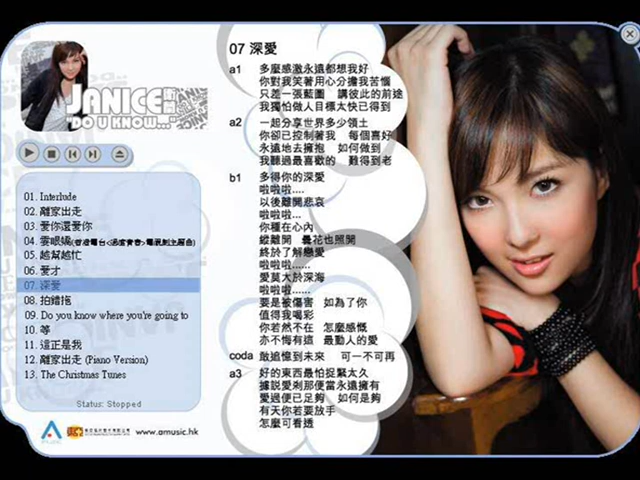 JANICE 衛蘭
"DO U KNOW..."
01. Interlude
02. 離家出走
03. 愛你還愛你
05. 越幫越忙
06. 愛才
07. 深愛
08. 拍錯拖
09. Do you know where you're going to
10. 等
11. 這正是我
12. 離家出走 (Piano Version)
13. The Christmas Tunes
Status: Stopped
www.amusic.hk
07 深愛
a1 多麼感激永遠都想我好
你對我笑著用心分擔我苦惱
只差一張藍圖 講彼此的前途
我獨怕做人目標太快已得到
a2 一起分享世界多少領土
你卻已控制著我 每個喜好
永遠地去擁抱 如何做到
我聽過最喜歡的 難得到老
b1 多得你的深愛
啦啦啦....
以後離開悲哀
啦啦啦...
你種在心內
縱離開 曇花也照開
終於了解戀愛
啦啦啦......
愛莫大於深海
啦啦啦......
要是被傷害 如為了你
值得我喝彩
你若然不在 怎麼感慨
亦不悔有這 最動人的愛
coda 敢追憶到未來 可一不可再
a3 好的東西最怕捉緊太久
據說愛剎那便當永遠擁有
愛過便已足夠 如何是夠
有天你若要放手
怎麼可看透